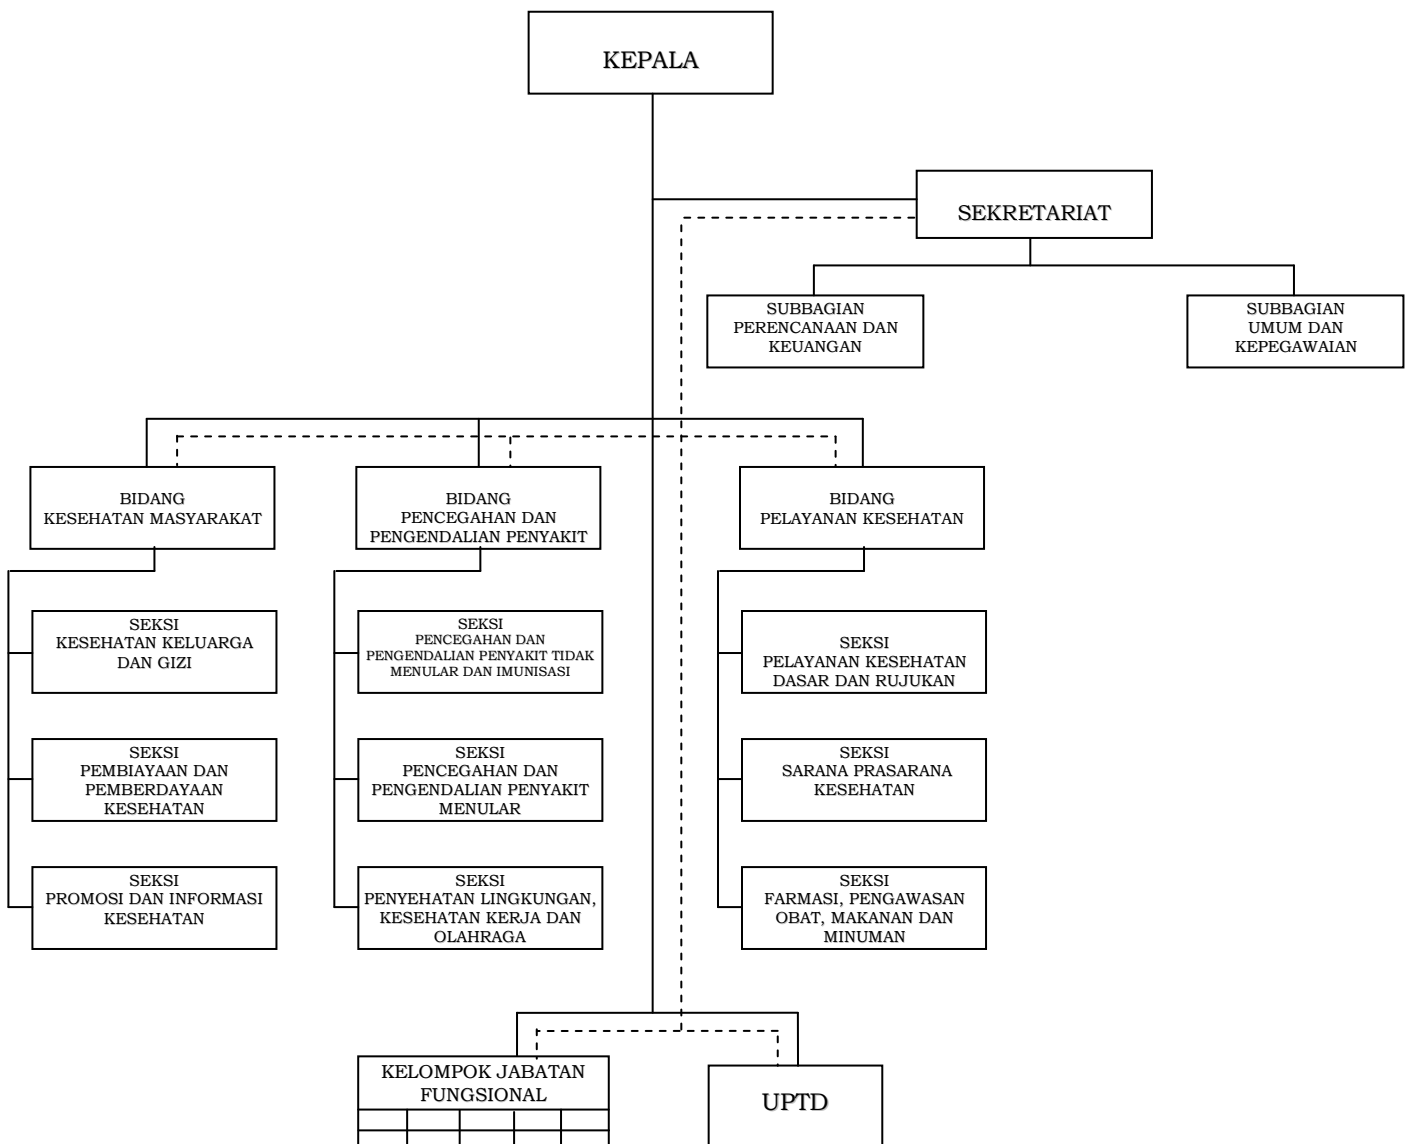 KEPALA
SEKRETARIAT
SUBBAGIAN
PERENCANAAN DAN
KEUANGAN
SUBBAGIAN
UMUM DAN
KEPEGAWAIAN
BIDANG
KESEHATAN MASYARAKAT
BIDANG
PENCEGAHAN DAN
PENGENDALIAN PENYAKIT
BIDANG
PELAYANAN KESEHATAN
SEKSI
KESEHATAN KELUARGA
DAN GIZI
SEKSI
PENCEGAHAN DAN
PENGENDALIAN PENYAKIT TIDAK
MENULAR DAN IMUNISASI
SEKSI
PELAYANAN KESEHATAN
DASAR DAN RUJUKAN
SEKSI
PEMBIAYAAN DAN
PEMBERDAYAAN
KESEHATAN
SEKSI
PENCEGAHAN DAN
PENGENDALIAN PENYAKIT
MENULAR
SEKSI
SARANA PRASARANA
KESEHATAN
SEKSI
PROMOSI DAN INFORMASI
KESEHATAN
SEKSI
PENYEHATAN LINGKUNGAN,
KESEHATAN KERJA DAN
OLAHRAGA
SEKSI
FARMASI, PENGAWASAN
OBAT, MAKANAN DAN
MINUMAN
KELOMPOK JABATAN
FUNGSIONAL
UPTD